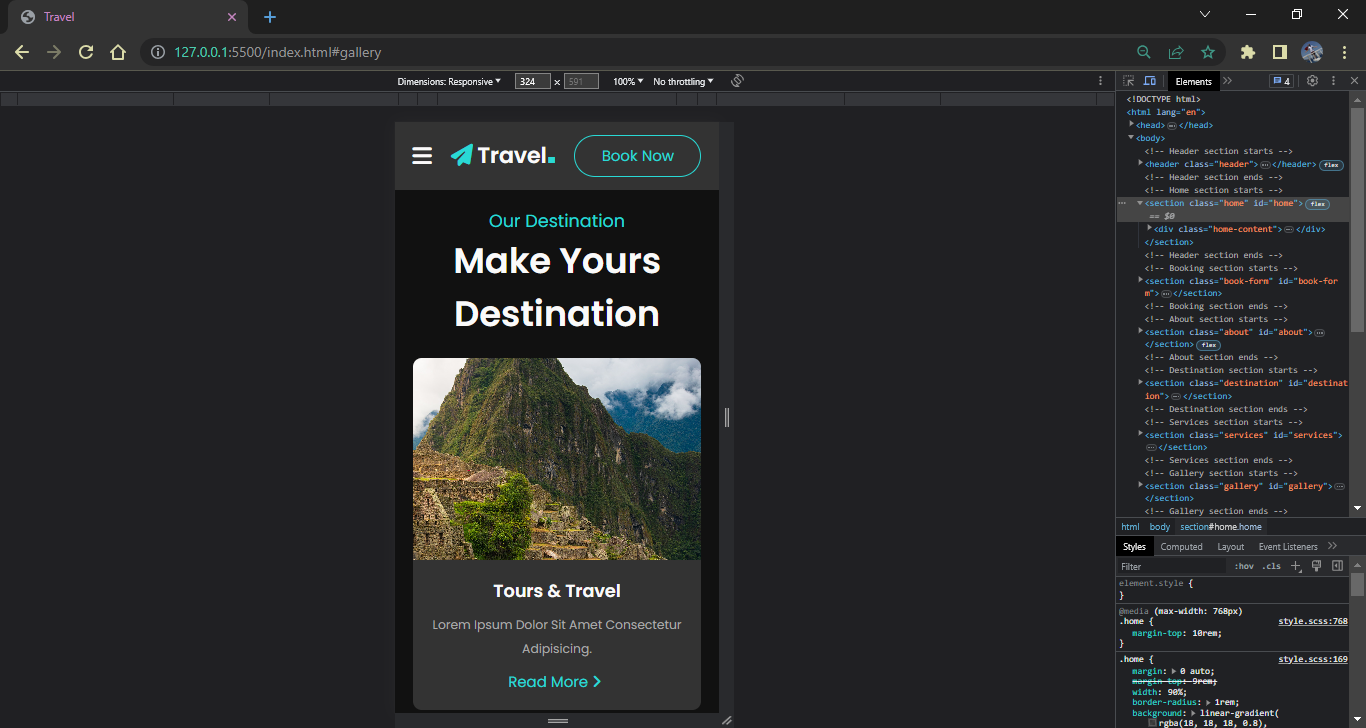 Travel
127.0.0.1:5500/index.html#gallery
Dimensions: Responsive 324 × 591 100% No throttling
Travel.
Book Now
Our Destination
Make Yours
Destination
Tours & Travel
Lorem Ipsum Dolor Sit Amet Consectetur
Adipisicing.
Read More
Elements 4
<!DOCTYPE html>
<html lang="en">
<head>…</head>
<body>
<!-- Header section starts -->
<header class="header">…</header> flex
<!-- Header section ends -->
<!-- Home section starts -->
… <section class="home" id="home"> flex
== $0
<div class="home-content">…</div>
</section>
<!-- Header section ends -->
<!-- Booking section starts -->
<section class="book-form" id="book-for
m">…</section>
<!-- Booking section ends -->
<!-- About section starts -->
<section class="about" id="about">…
</section> flex
<!-- About section ends -->
<!-- Destination section starts -->
<section class="destination" id="destinat
ion">…</section>
<!-- Destination section ends -->
<!-- Services section starts -->
<section class="services" id="services">
…</section>
<!-- Services section ends -->
<!-- Gallery section starts -->
<section class="gallery" id="gallery">…
</section>
<!-- Gallery section ends -->
html body section#home.home
Styles Computed Layout Event Listeners
Filter :hov .cls
element.style {
}
@media (max-width: 768px)
.home { style.scss:768
margin-top: 10rem;
}
.home { style.scss:169
margin: 0 auto;
margin-top: 9rem;
width: 90%;
border-radius: 1rem;
background: linear-gradient(
rgba(18, 18, 18, 0.8),